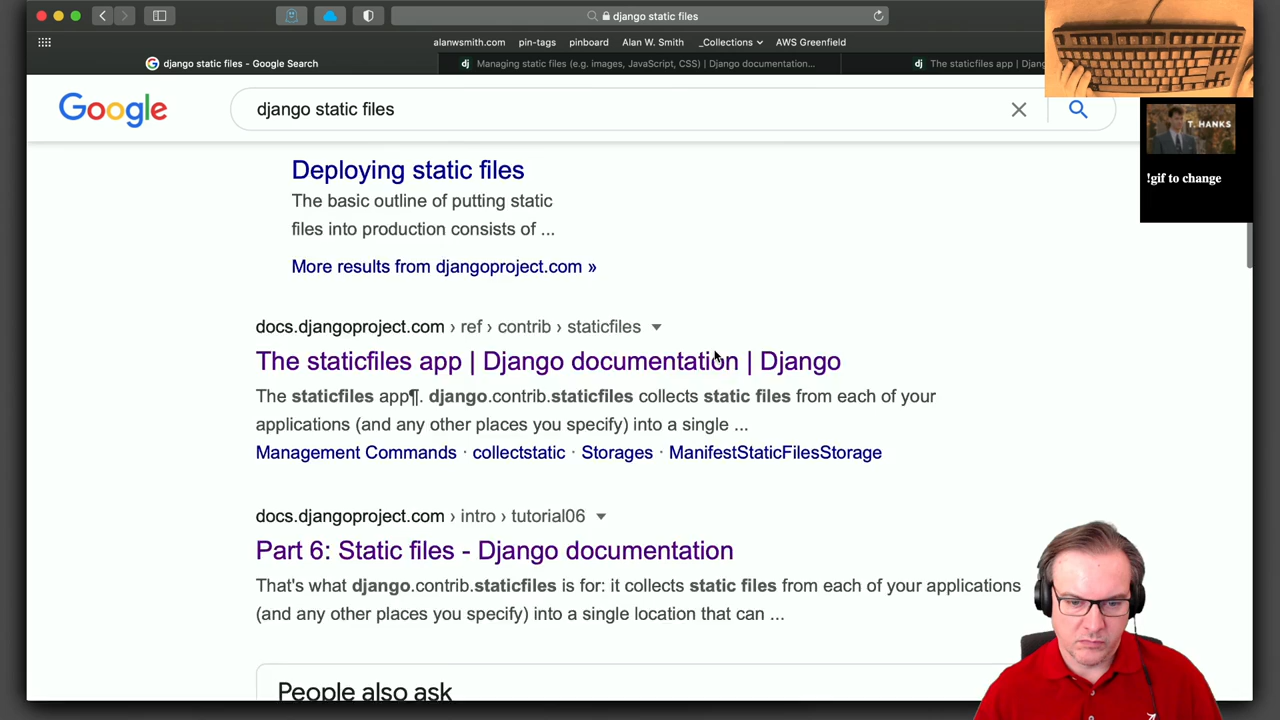 django static files
alanwsmith.com pin-tags pinboard Alan W. Smith _Collections AWS Greenfield
django static files - Google Search
dj Managing static files (e.g. images, JavaScript, CSS) | Django documentation...
dj The staticfiles app | Djang
Google
django static files
T. HANKS
!gif to change
Deploying static files
The basic outline of putting static
files into production consists of ...
More results from djangoproject.com »
docs.djangoproject.com › ref › contrib › staticfiles
The staticfiles app | Django documentation | Django
The staticfiles app¶. django.contrib.staticfiles collects static files from each of your
applications (and any other places you specify) into a single ...
Management Commands · collectstatic · Storages · ManifestStaticFilesStorage
docs.djangoproject.com › intro › tutorial06
Part 6: Static files - Django documentation
That's what django.contrib.staticfiles is for: it collects static files from each of your applications
(and any other places you specify) into a single location that can ...
People also ask